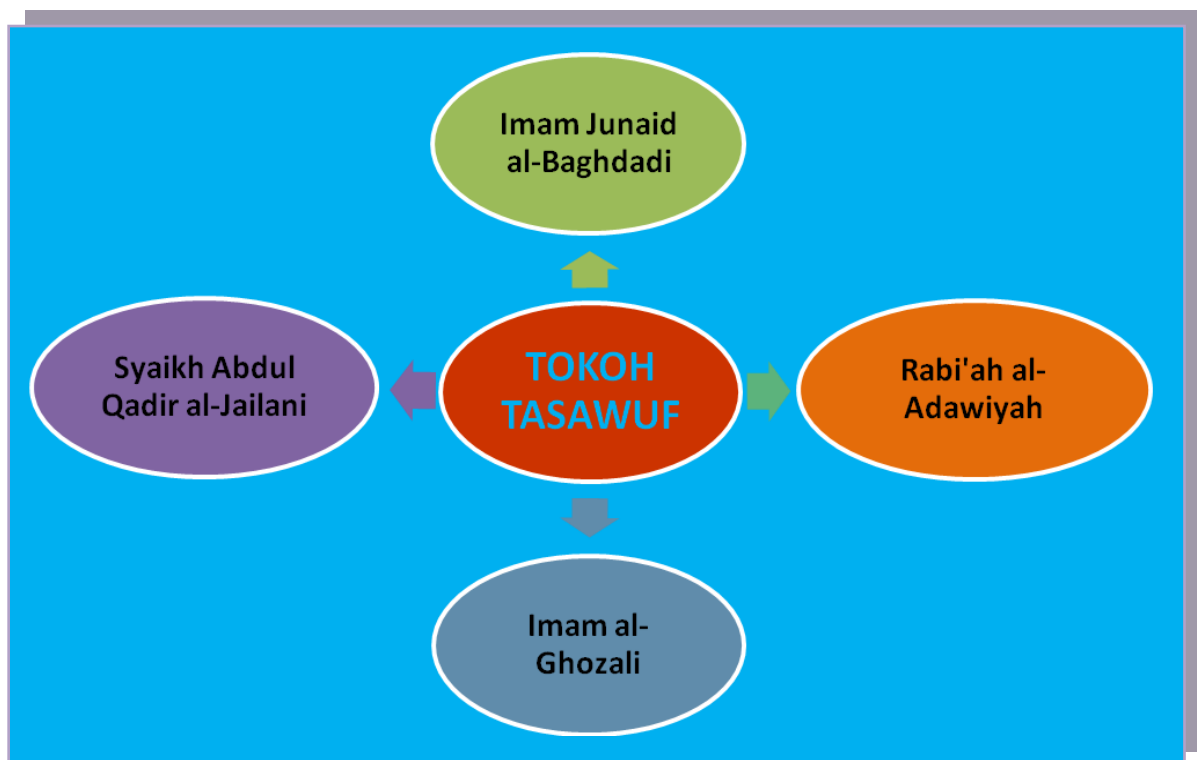 Imam Junaid
al-Baghdadi
Syaikh Abdul
Qadir al-Jailani
TOKOH
TASAWUF
Rabi'ah al-
Adawiyah
Imam al-
Ghozali